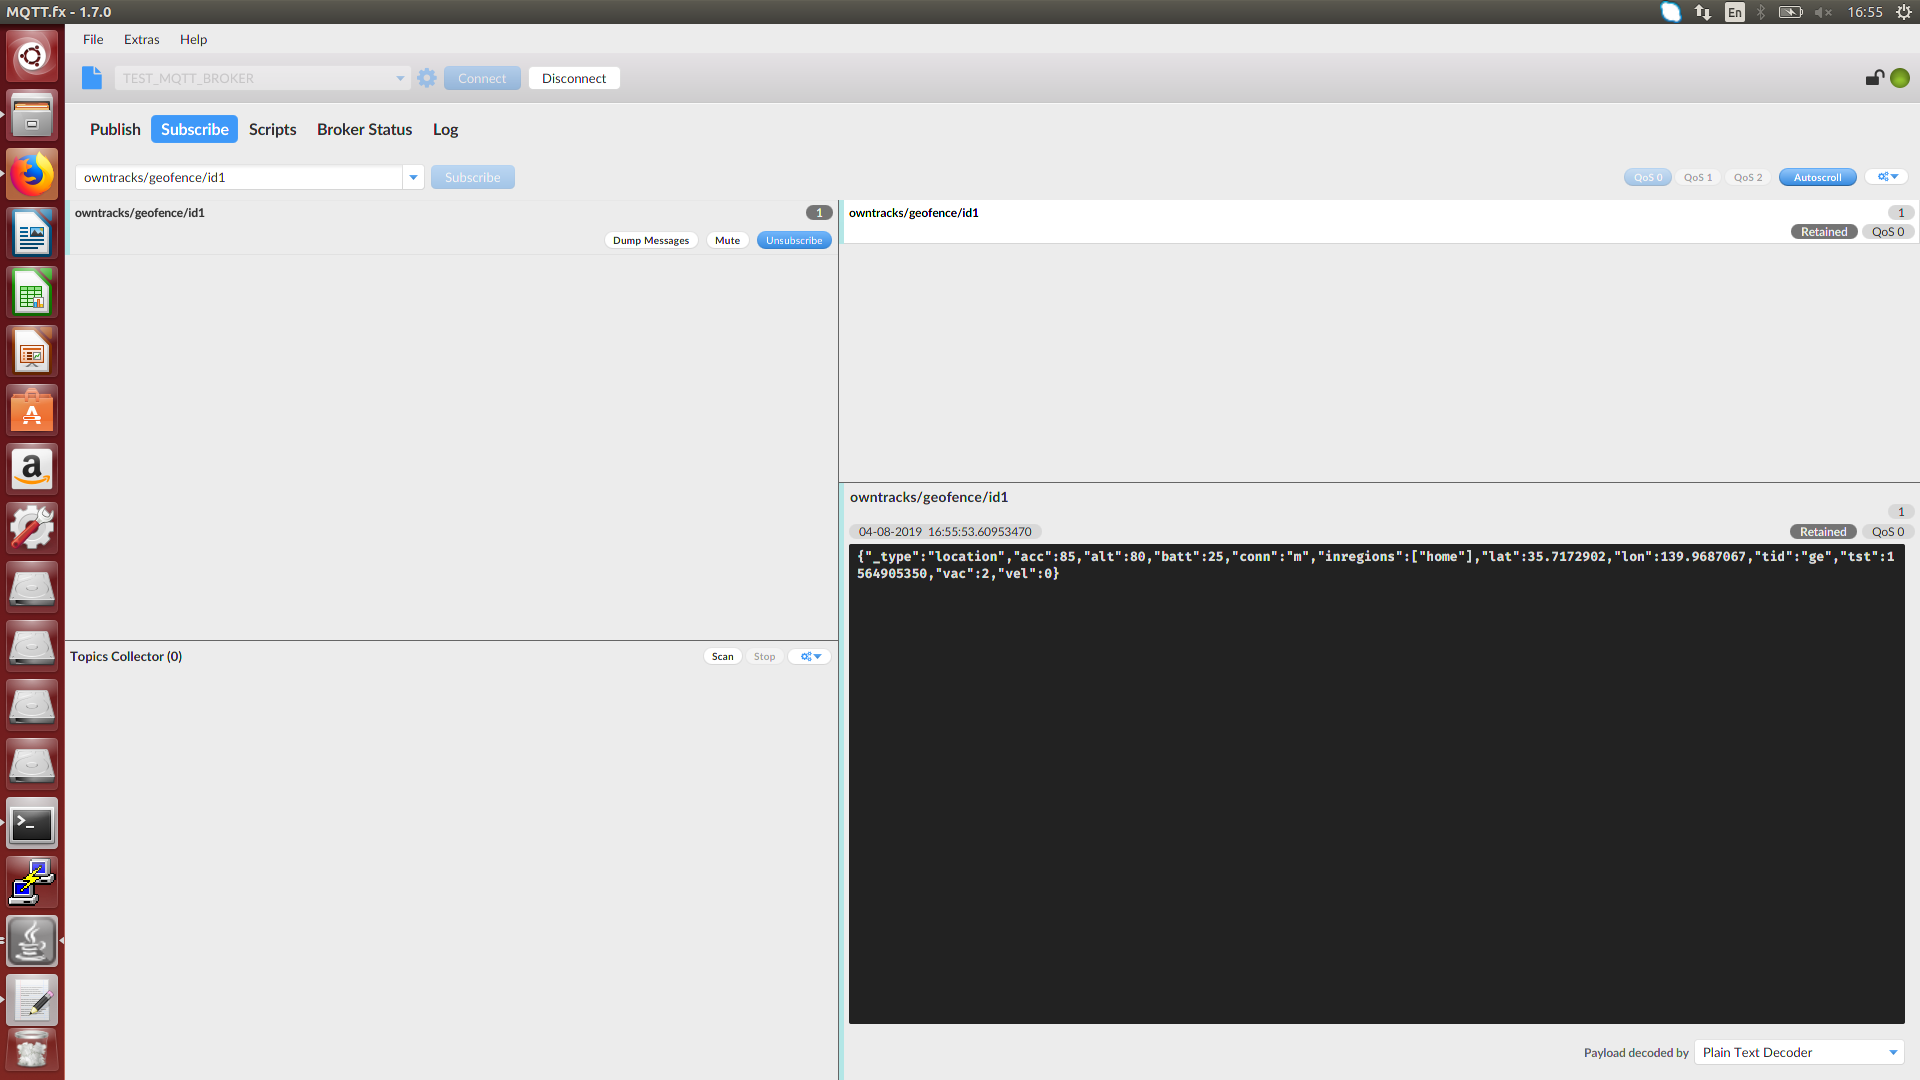 MQTT.fx - 1.7.0
En
16:55
File Extras Help
TEST_MQTT_BROKER Connect Disconnect
Publish Subscribe Scripts Broker Status Log
owntracks/geofence/id1 Subscribe
QoS 0 QoS 1 QoS 2 Autoscroll
owntracks/geofence/id1 1
Dump Messages Mute Unsubscribe
owntracks/geofence/id1 1
Retained QoS 0
owntracks/geofence/id1
1
04-08-2019 16:55:53.60953470 Retained QoS 0
{"_type":"location","acc":85,"alt":80,"batt":25,"conn":"m","inregions":["home"],"lat":35.7172902,"lon":139.9687067,"tid":"ge","tst":1
564905350,"vac":2,"vel":0}
Topics Collector (0) Scan Stop
Payload decoded by Plain Text Decoder